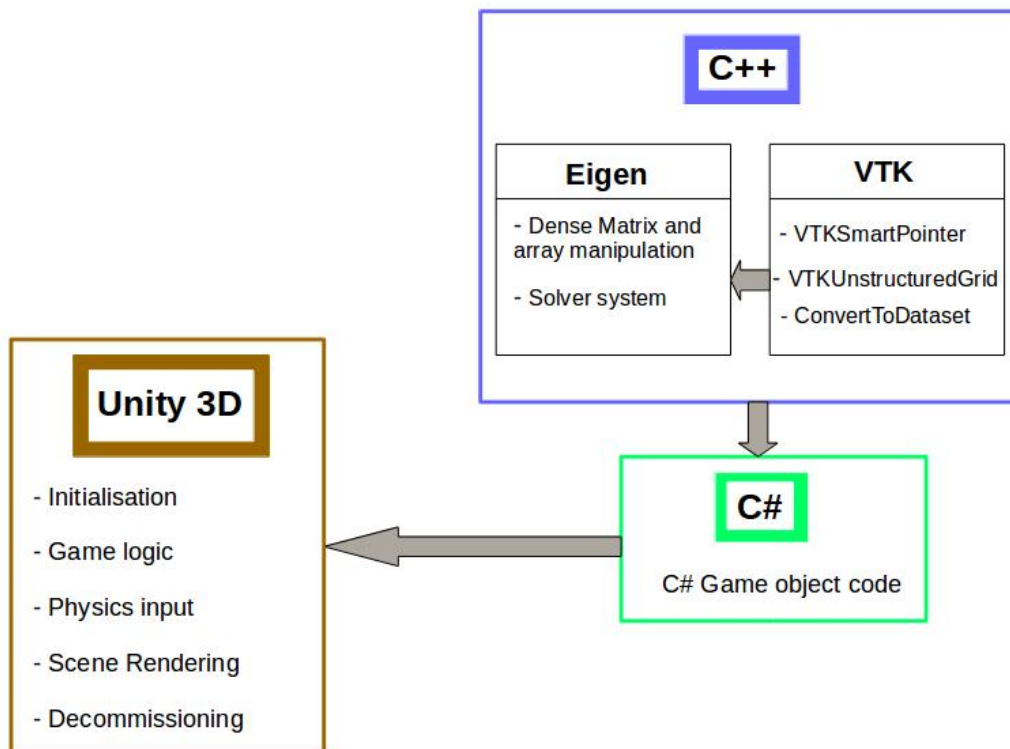 C++
Eigen
- Dense Matrix and
array manipulation
- Solver system
VTK
- VTKSmartPointer
- VTKUnstructuredGrid
- ConvertToDataset
Unity 3D
- Initialisation
- Game logic
- Physics input
- Scene Rendering
- Decommissioning
C#
C# Game object code